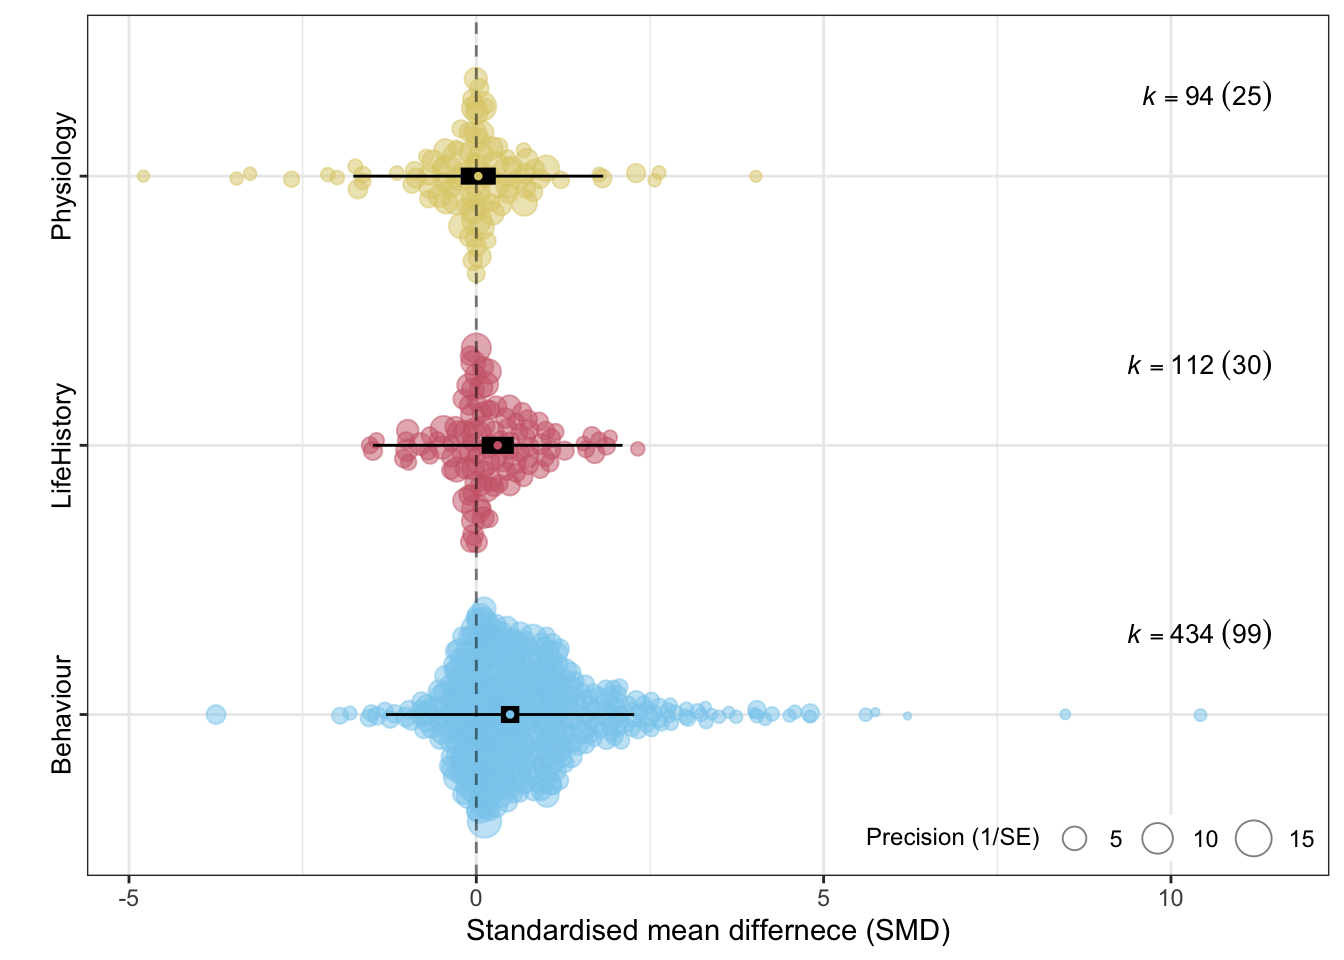 Physiology
k = 94 (25)
LifeHistory
k = 112 (30)
Behaviour
k = 434 (99)
Precision (1/SE) 5 10 15
-5 0 5 10
Standardised mean differnece (SMD)